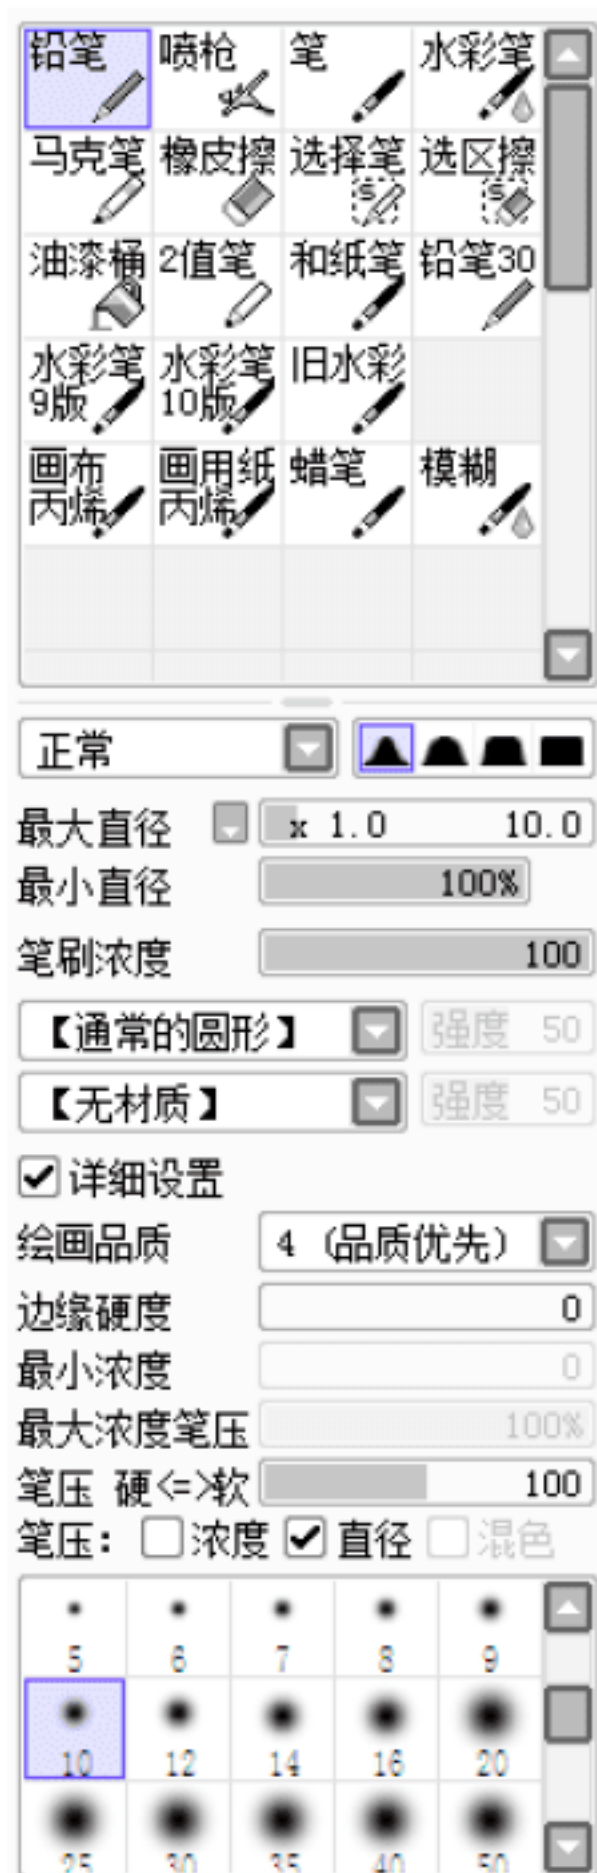 铅笔 喷枪 笔 水彩笔
马克笔 橡皮擦 选择笔 选区擦
油漆桶 2值笔 和纸笔 铅笔30
水彩笔 水彩笔 旧水彩
9版 10版
画布 画用纸 蜡笔 模糊
丙烯 丙烯
正常
最大直径 x 1.0 10.0
最小直径 100%
笔刷浓度 100
【通常的圆形】 强度 50
【无材质】 强度 50
详细设置
绘画品质 4 (品质优先)
边缘硬度 0
最小浓度 0
最大浓度笔压 100%
笔压 硬<=>软 100
笔压: 浓度 直径 混色
5 6 7 8 9
10 12 14 16 20
25 30 35 40 50